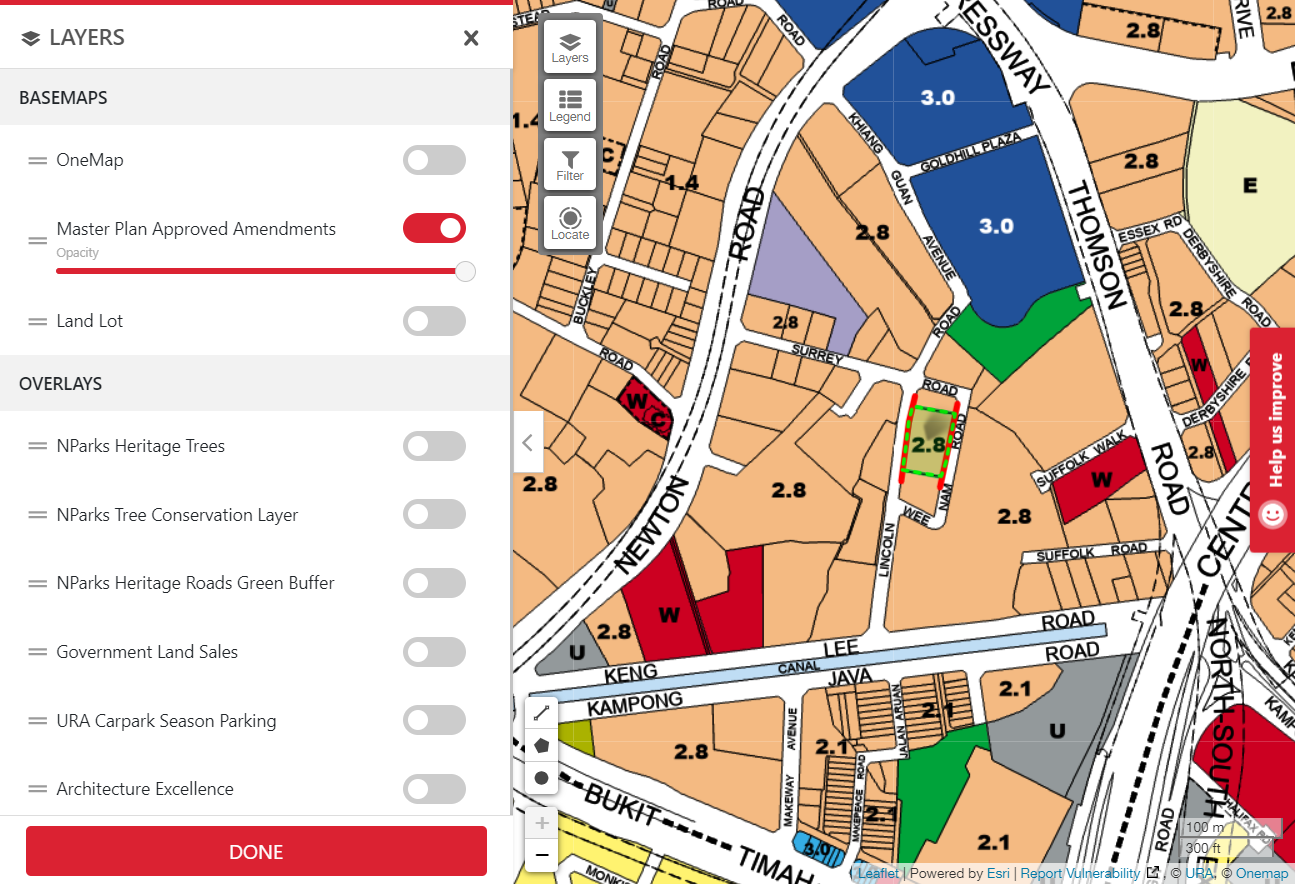 LAYERS
BASEMAPS
OneMap
Master Plan Approved Amendments
Opacity
Land Lot
OVERLAYS
NParks Heritage Trees
NParks Tree Conservation Layer
NParks Heritage Roads Green Buffer
Government Land Sales
URA Carpark Season Parking
Architecture Excellence
DONE
Layers
Legend
Filter
Locate
ROAD
ROAD
RESSWAY
2.8
RIVE
2.8
3.0
ROAD
1.4
C
1.4
KHIANG
GUAN
AVENUE
GOLDHILL PLAZA
2.8
E
3.0
THOMSON
ROAD
ESSEX RD
DERBYSHIRE
ROAD
2.8
2.8
BUCKLEY
ROAD
2.8
SURREY
ROAD
ROAD
ROAD
W
DERBYSHIRE
W
C
2.8
ROAD
SUFFOLK WALK
2.8
W
ROAD
2.8
2.8
NEWTON
2.8
LINCOLN
WEE
NAM
SUFFOLK ROAD
CENTR
W
2.8
U
KENG
LEE
ROAD
CANAL
KAMPONG
JAVA
ROAD
NORTH-SOUTH
2.1
2.1
JALAN ARUAN
U
2.8
AVENUE
MAKEWAY
2.1
MAKEPEACE ROAD
2.1
2.1
BUKIT
TIMAH
3.0
ROAD
HALIFAX
Help us improve
100 m
300 ft
Leaflet | Powered by Esri | Report Vulnerability , © URA, © Onemap